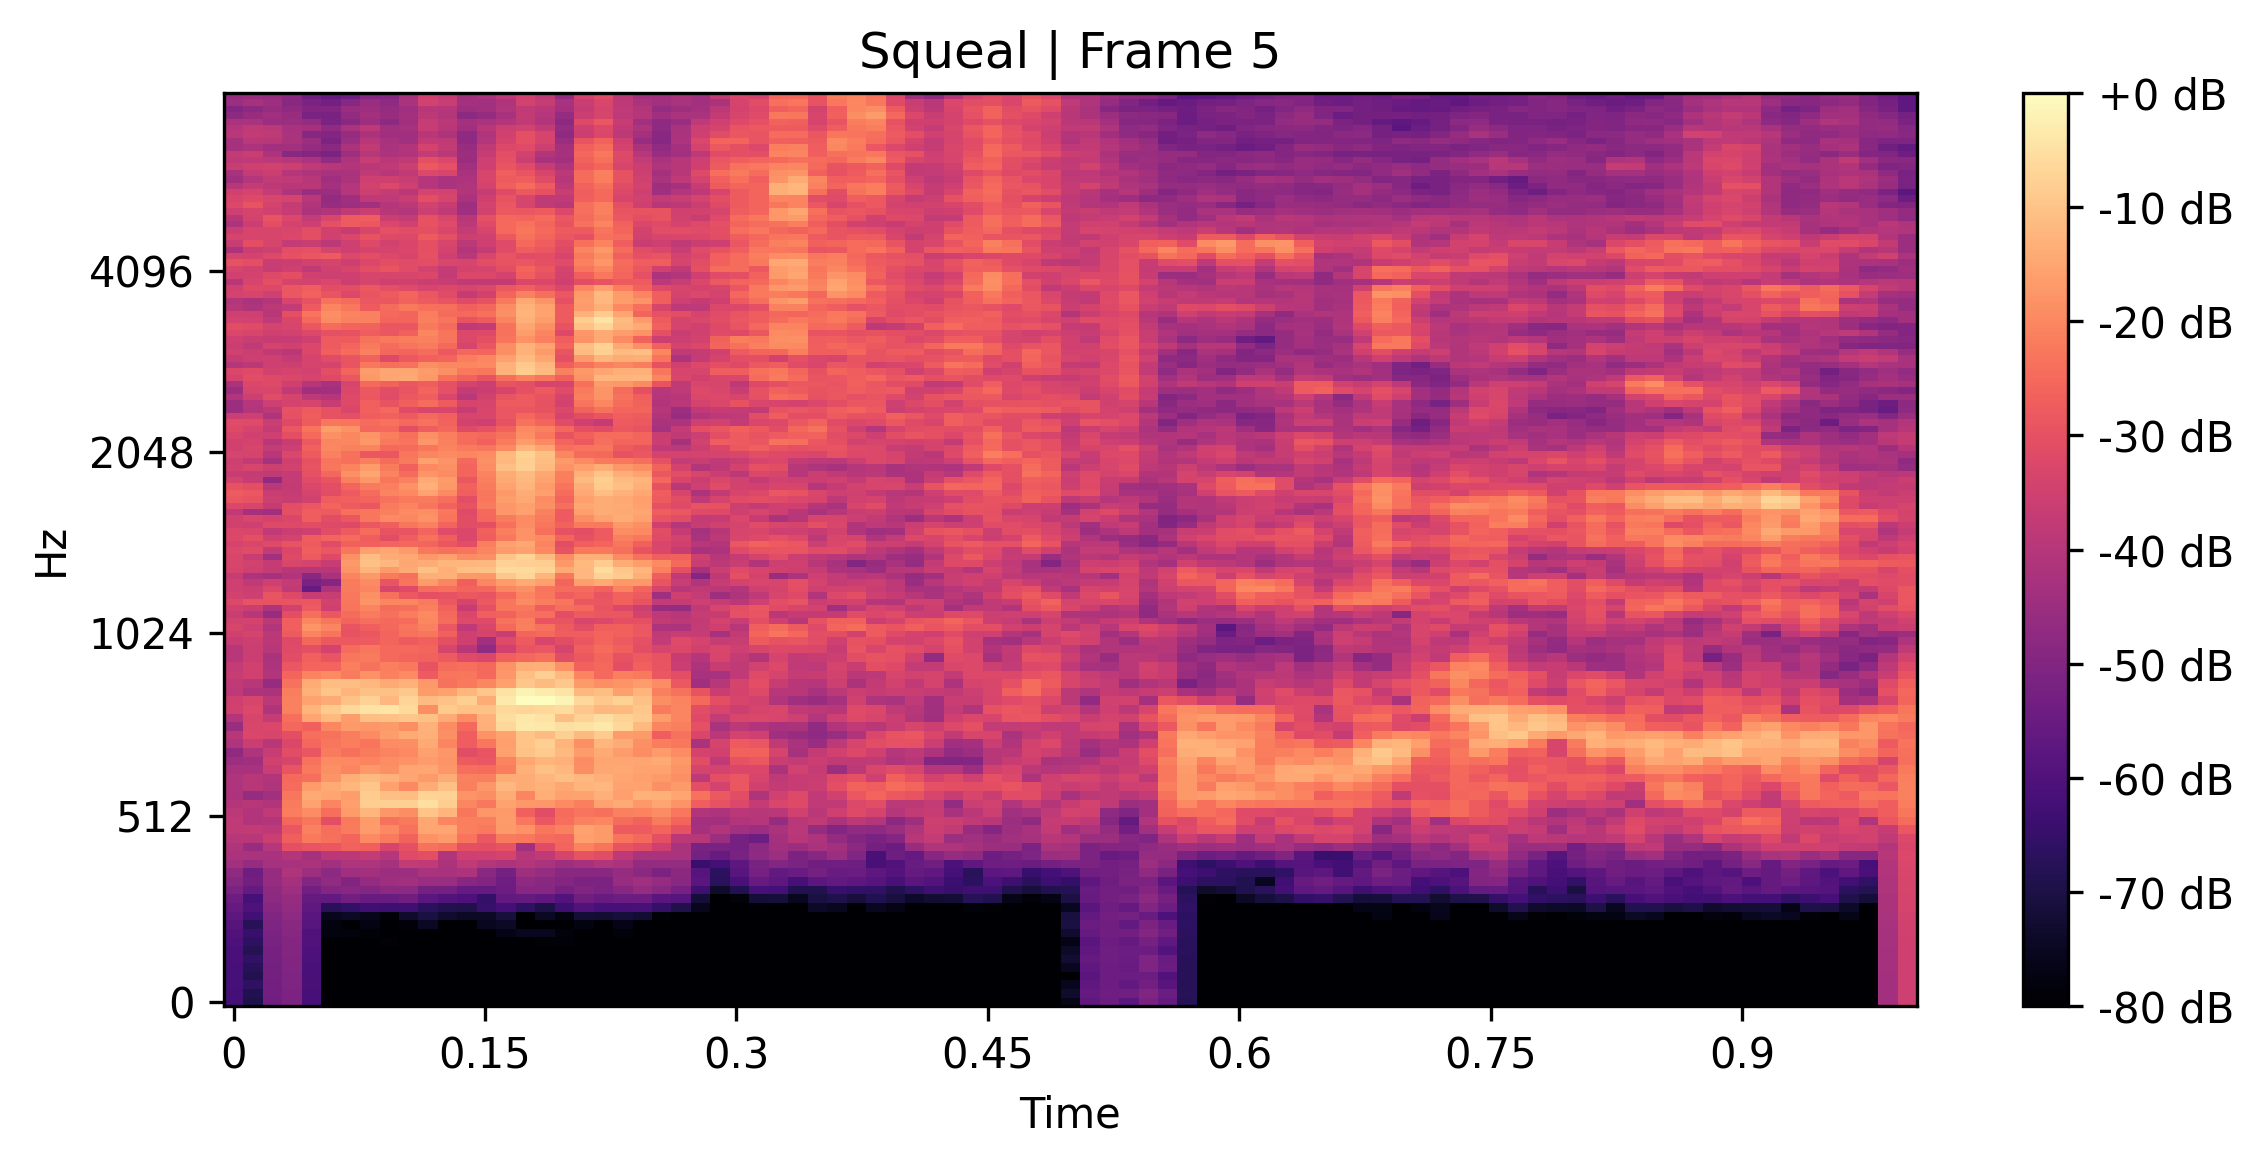 Squeal | Frame 5
Hz
4096
2048
1024
512
0
0 0.15 0.3 0.45 0.6 0.75 0.9
Time
+0 dB
-10 dB
-20 dB
-30 dB
-40 dB
-50 dB
-60 dB
-70 dB
-80 dB